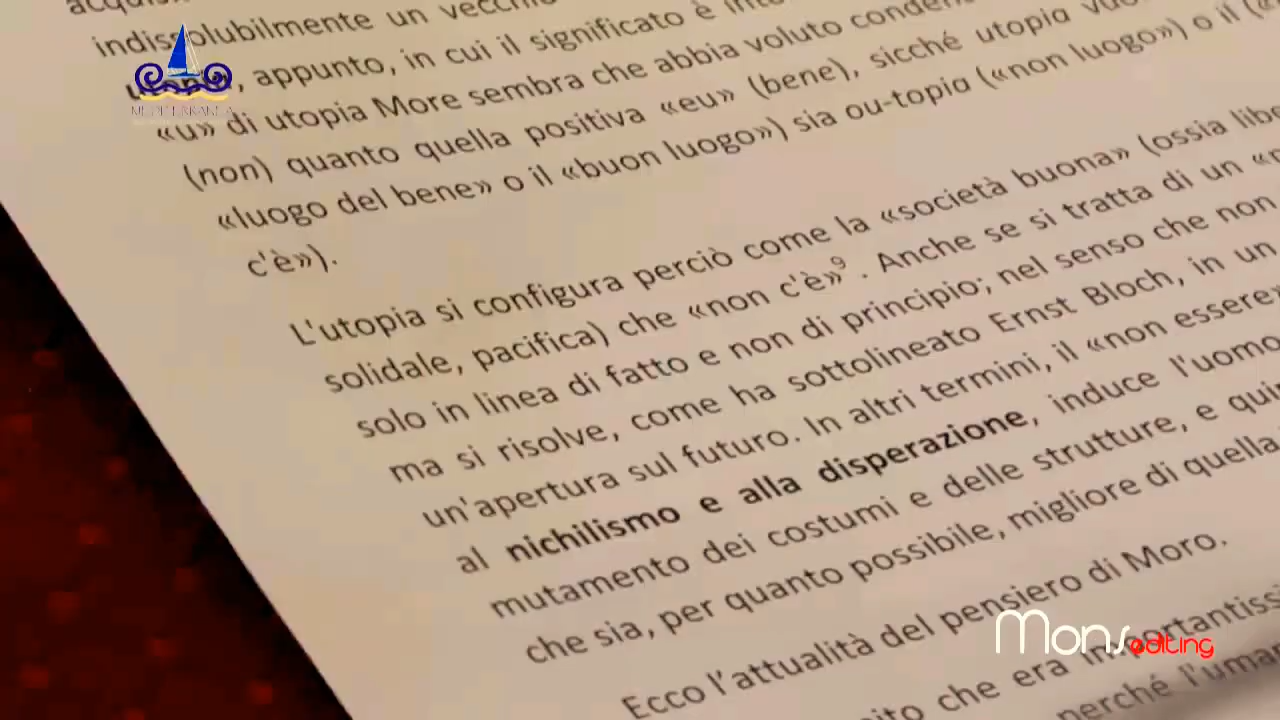 indissolubilmente un vecchio
appunto, in cui il significato è
«u» di utopia More sembra che abbia voluto
(non) quanto quella positiva «eu» (bene), sicché utopia
«luogo del bene» o il «buon luogo») sia ou-topia («non luogo») o il
c'è»).
L'utopia si configura perciò come la «società buona» (ossia
solidale, pacifica) che «non c'è»9. Anche se si tratta di un
solo in linea di fatto e non di principio; nel senso che non
ma si risolve, come ha sottolineato Ernst Bloch, in un
un'apertura sul futuro. In altri termini, il «non essere»
al nichilismo e alla disperazione, induce l'uomo
mutamento dei costumi e delle strutture, e
che sia, per quanto possibile, migliore di quella
Ecco l'attualità del pensiero di Moro.
che era importantissi
perché l'uman
MEDITERRANEA
Mons editing